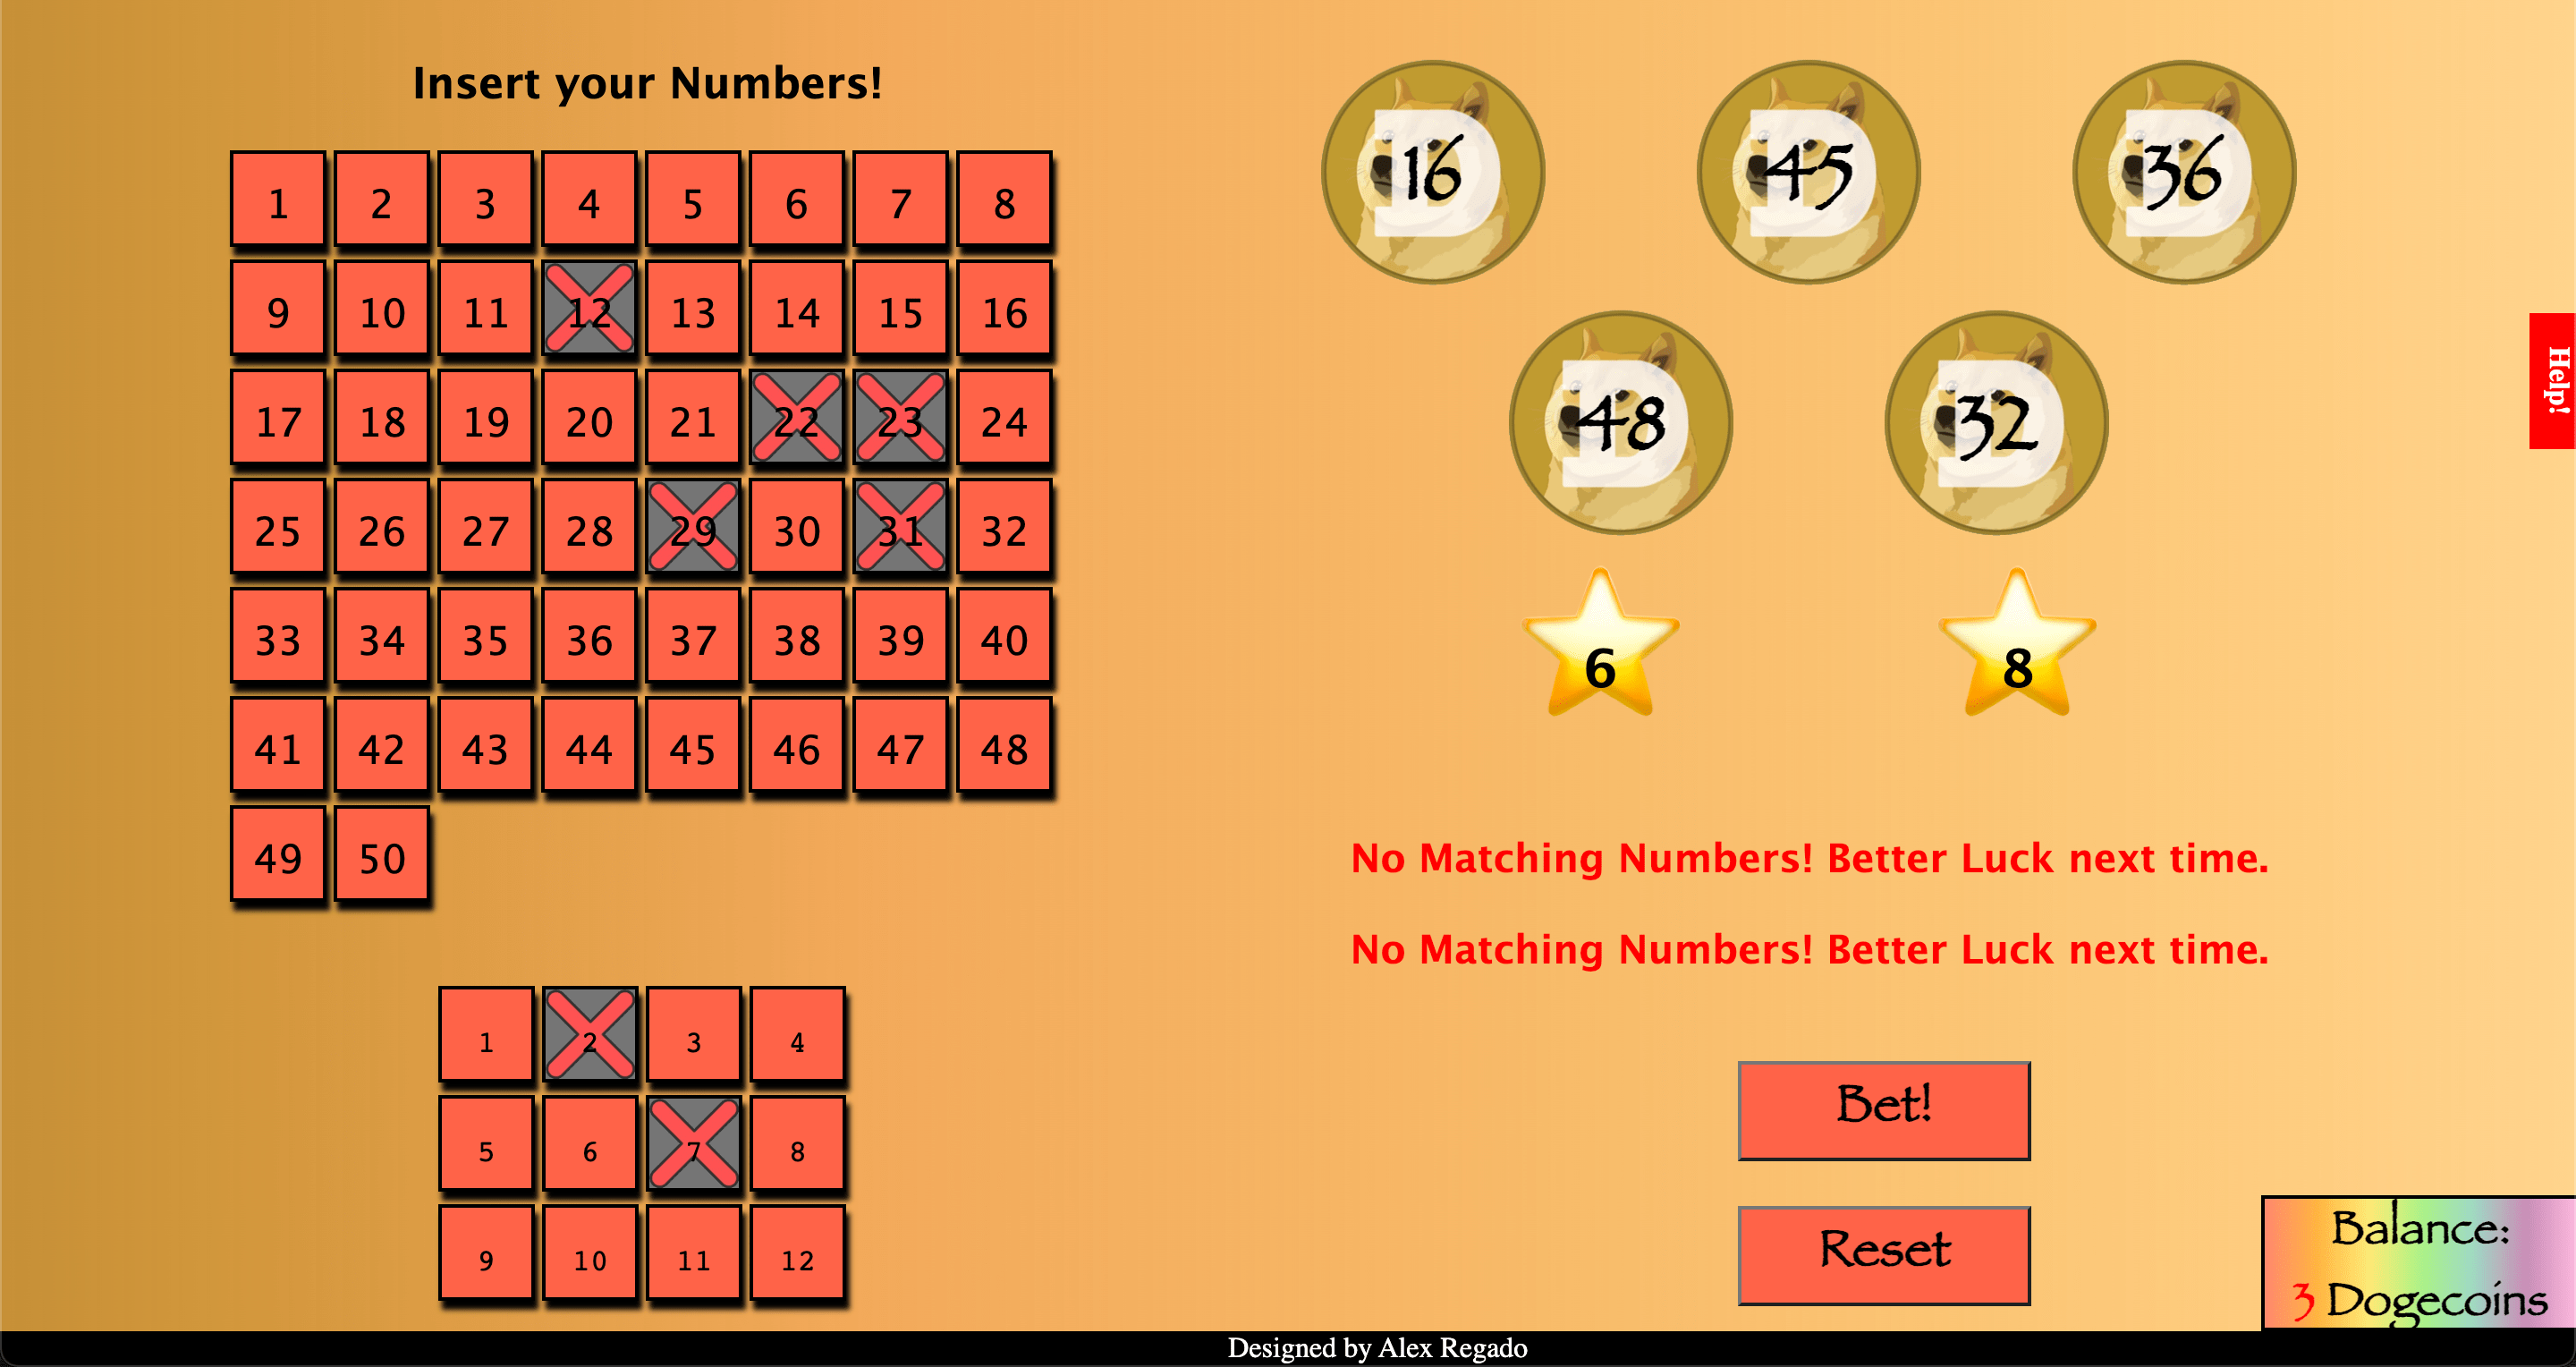 Insert your Numbers!
1 2 3 4 5 6 7 8
9 10 11 12 13 14 15 16
17 18 19 20 21 22 23 24
25 26 27 28 29 30 31 32
33 34 35 36 37 38 39 40
41 42 43 44 45 46 47 48
49 50
1 2 3 4
5 6 7 8
9 10 11 12
16 45 36
48 32
6 8
No Matching Numbers! Better Luck next time.
No Matching Numbers! Better Luck next time.
Bet!
Reset
Help!
Balance:
3 Dogecoins
Designed by Alex Regado